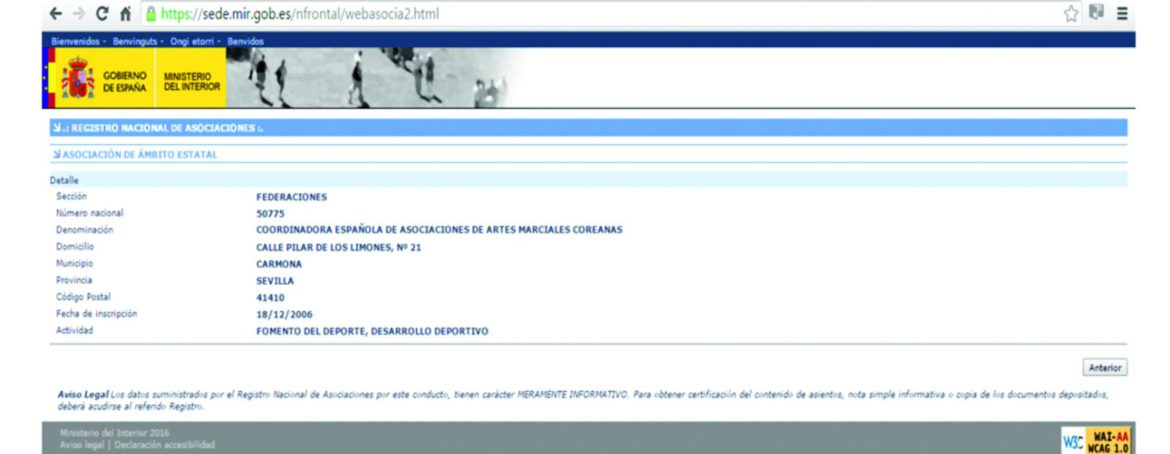 https://sede.mir.gob.es/nfrontal/webasocia2.html
Bienvenidos - Benvinguts - Ongi etorri - Benvidos
GOBIERNO DE ESPAÑA
MINISTERIO DEL INTERIOR
.: REGISTRO NACIONAL DE ASOCIACIONES :.
ASOCIACIÓN DE ÁMBITO ESTATAL
Detalle
Sección FEDERACIONES
Número nacional 50775
Denominación COORDINADORA ESPAÑOLA DE ASOCIACIONES DE ARTES MARCIALES COREANAS
Domicilio CALLE PILAR DE LOS LIMONES, Nº 21
Municipio CARMONA
Provincia SEVILLA
Código Postal 41410
Fecha de inscripción 18/12/2006
Actividad FOMENTO DEL DEPORTE, DESARROLLO DEPORTIVO
Anterior
Aviso Legal Los datos suministrados por el Registro Nacional de Asociaciones por este conducto, tienen carácter MERAMENTE INFORMATIVO. Para obtener certificación del contenido de asientos, nota simple informativa o copia de los documentos depositados,
deberá acudirse al referido Registro.
Ministerio del Interior 2016
Aviso legal | Declaración accesibilidad
W3C WAI-AA
WCAG 1.0